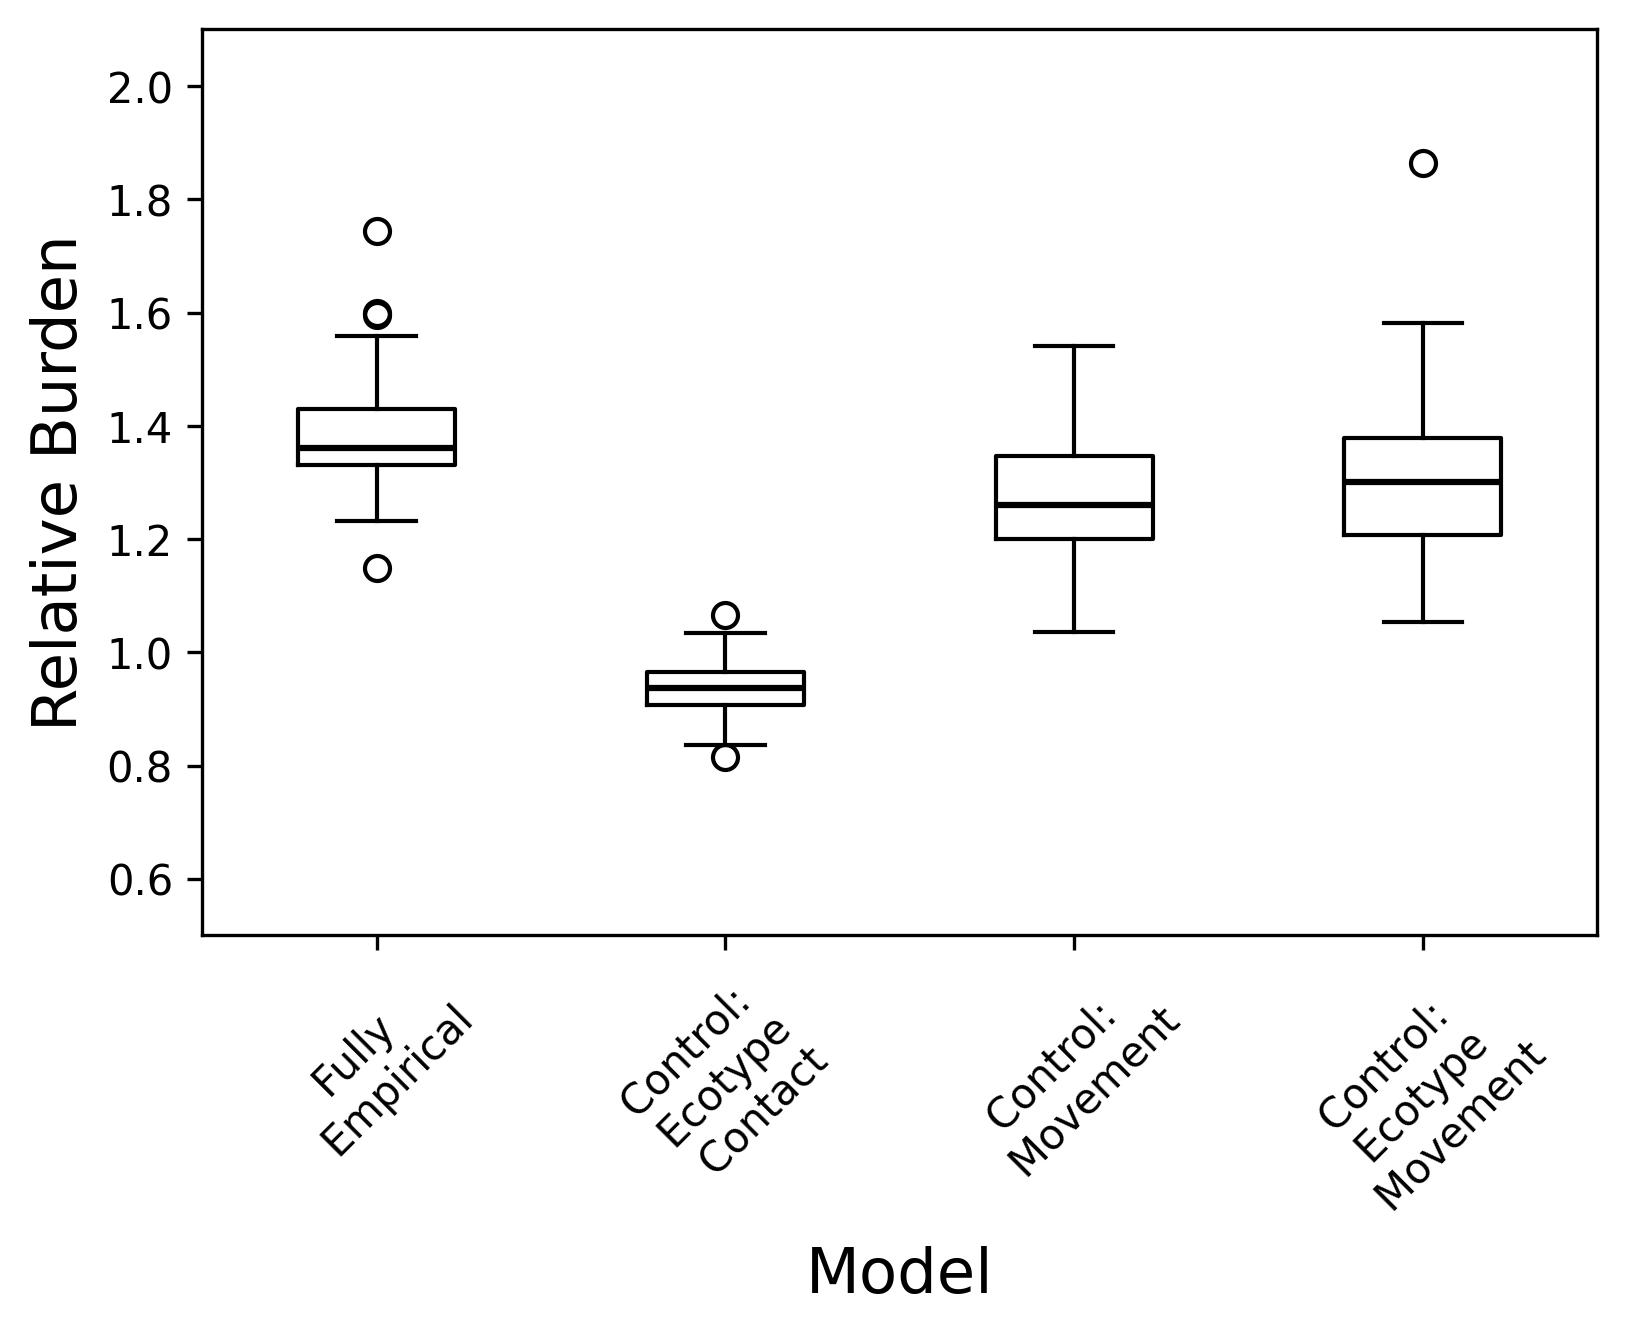 2.0
1.8
1.6
1.4
1.2
1.0
0.8
0.6
Relative Burden
Fully
Empirical
Control:
Ecotype
Contact
Control:
Movement
Control:
Ecotype
Movement
Model